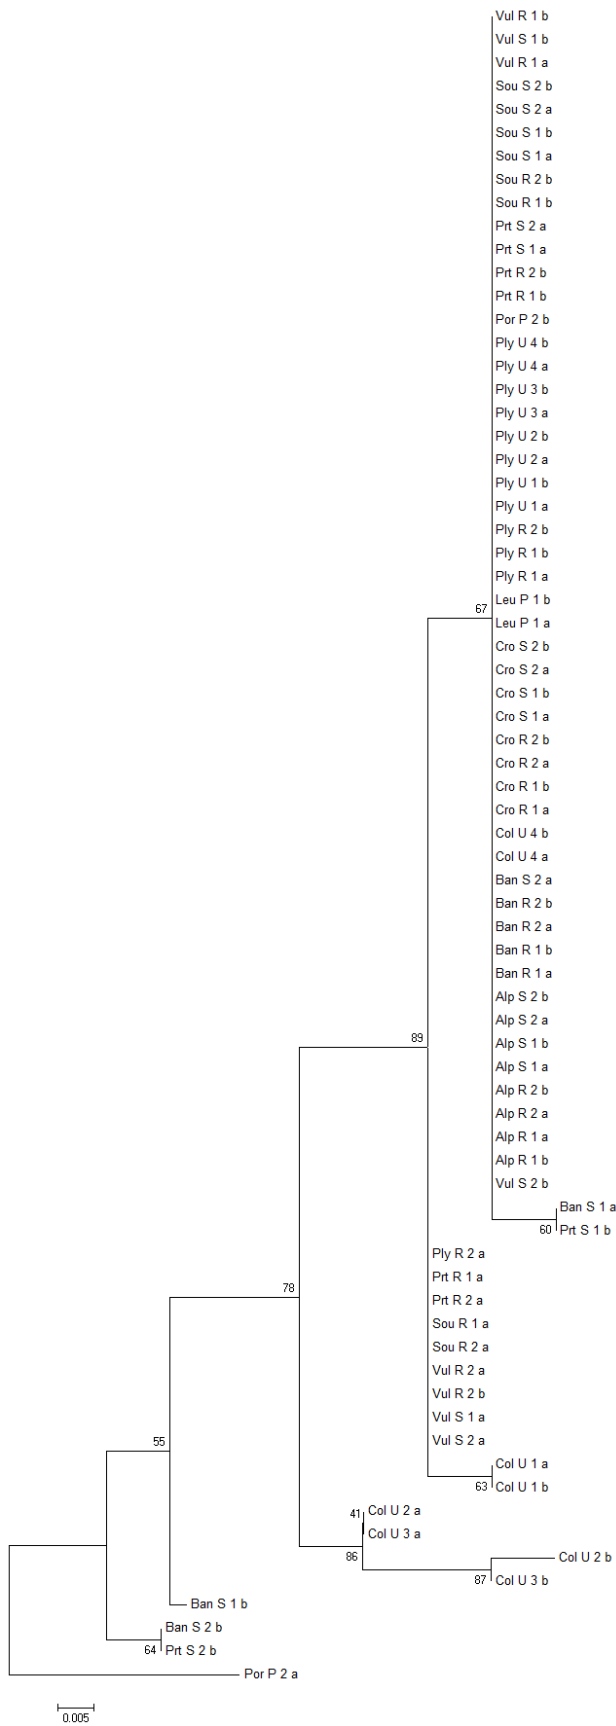 Vul R 1 b
Vul S 1 b
Vul R 1 a
Sou S 2 b
Sou S 2 a
Sou S 1 b
Sou S 1 a
Sou R 2 b
Sou R 1 b
Prt S 2 a
Prt S 1 a
Prt R 2 b
Prt R 1 b
Por P 2 b
Ply U 4 b
Ply U 4 a
Ply U 3 b
Ply U 3 a
Ply U 2 b
Ply U 2 a
Ply U 1 b
Ply U 1 a
Ply R 2 b
Ply R 1 b
Ply R 1 a
Leu P 1 b
67
Leu P 1 a
Cro S 2 b
Cro S 2 a
Cro S 1 b
Cro S 1 a
Cro R 2 b
Cro R 2 a
Cro R 1 b
Cro R 1 a
Col U 4 b
Col U 4 a
Ban S 2 a
Ban R 2 b
Ban R 2 a
Ban R 1 b
Ban R 1 a
Alp S 2 b
Alp S 2 a
89
Alp S 1 b
Alp S 1 a
Alp R 2 b
Alp R 2 a
Alp R 1 a
Alp R 1 b
Vul S 2 b
Ban S 1 a
60
Prt S 1 b
Ply R 2 a
Prt R 1 a
78
Prt R 2 a
Sou R 1 a
Sou R 2 a
Vul R 2 a
Vul R 2 b
Vul S 1 a
Vul S 2 a
55
Col U 1 a
63
Col U 1 b
41
Col U 2 a
Col U 3 a
86
Col U 2 b
87
Col U 3 b
Ban S 1 b
Ban S 2 b
64
Prt S 2 b
Por P 2 a
0.005